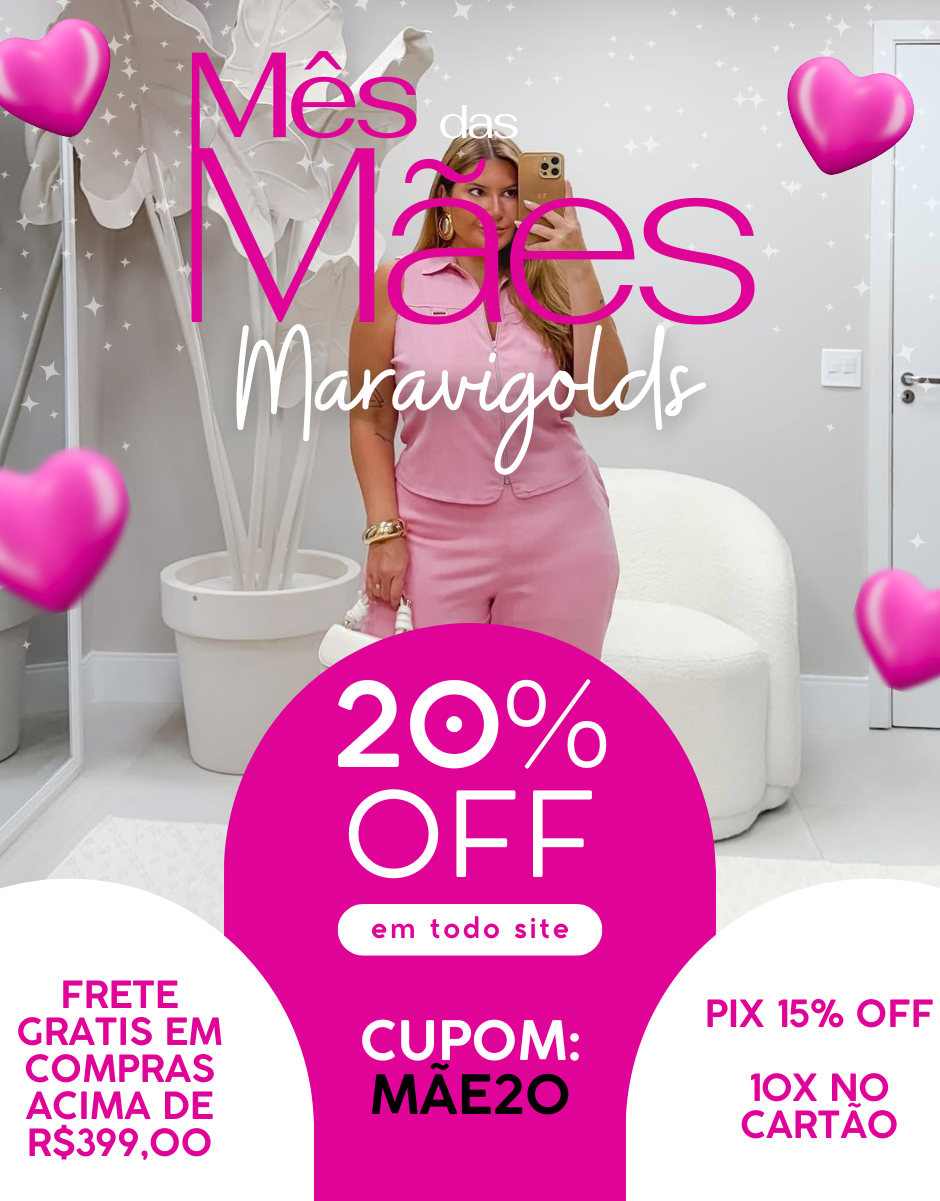 Mês das
Mães
Maravigolds
20%
OFF
em todo site
CUPOM:
MÃE20
FRETE
GRATIS EM
COMPRAS
ACIMA DE
R$399,00
PIX 15% OFF
10X NO
CARTÃO